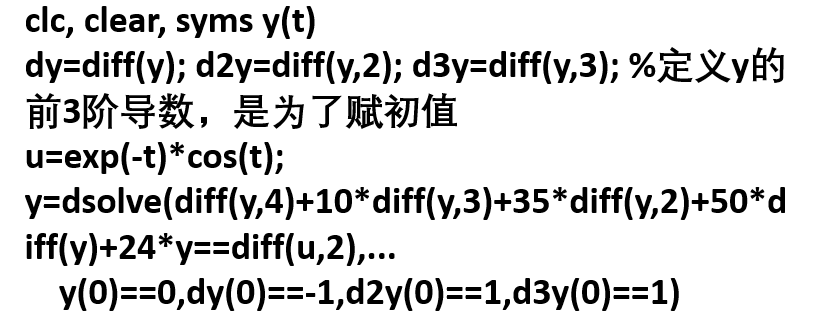 clc, clear, syms y(t)
dy=diff(y); d2y=diff(y,2); d3y=diff(y,3); %定义y的
前3阶导数，是为了赋初值
u=exp(-t)*cos(t);
y=dsolve(diff(y,4)+10*diff(y,3)+35*diff(y,2)+50*d
iff(y)+24*y==diff(u,2),...
y(0)==0,dy(0)==-1,d2y(0)==1,d3y(0)==1)